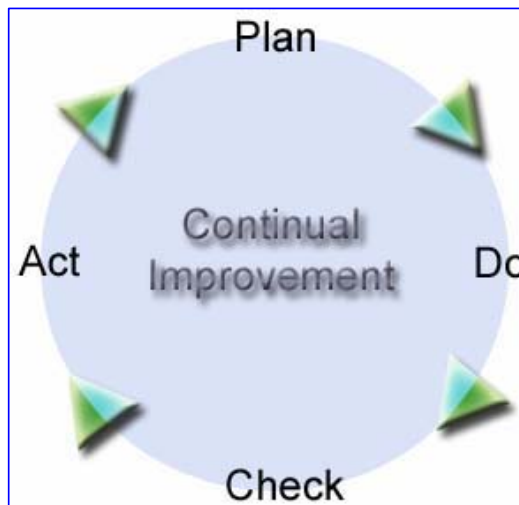 Plan
Continual
Improvement
Act
Do
Check